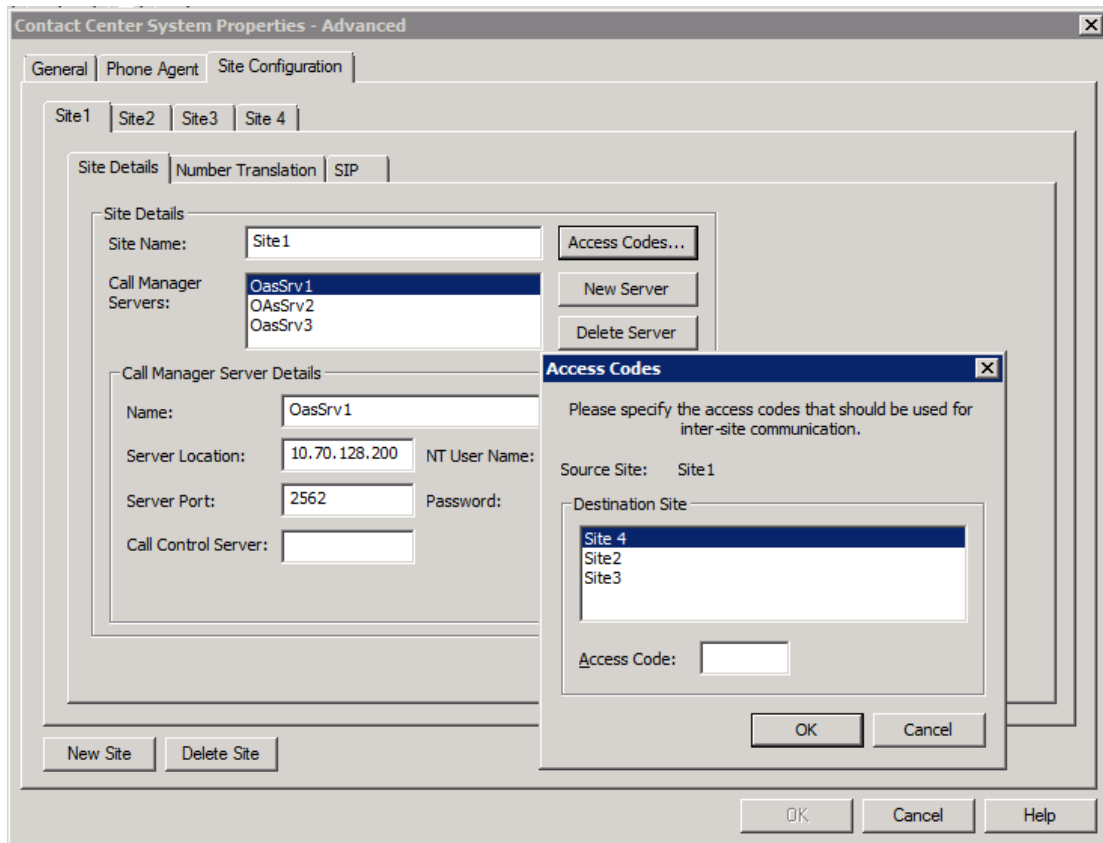 Contact Center System Properties - Advanced
General
Phone Agent
Site Configuration
Site1
Site2
Site3
Site 4
Site Details
Number Translation
SIP
Site Details
Site Name:
Site1
Access Codes...
Call Manager
Servers:
OasSrv1
OAsSrv2
OasSrv3
New Server
Delete Server
Call Manager Server Details
Name:
OasSrv1
Server Location:
10.70.128.200
NT User Name:
Server Port:
2562
Password:
Call Control Server:
Access Codes
Please specify the access codes that should be used for
inter-site communication.
Source Site:
Site1
Destination Site
Site 4
Site2
Site3
Access Code:
OK
Cancel
New Site
Delete Site
OK
Cancel
Help